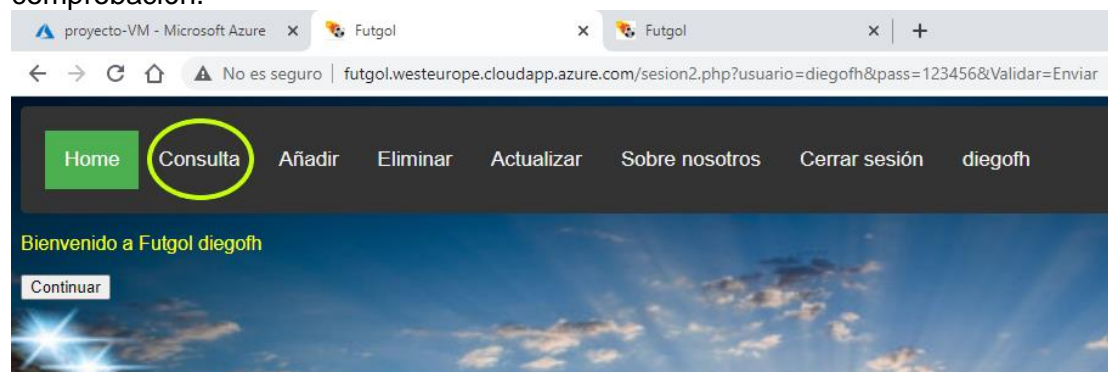 comprobación.
proyecto-VM - Microsoft Azure
Futgol
Futgol
No es seguro | futgol.westeurope.cloudapp.azure.com/sesion2.php?usuario=diegofh&pass=123456&Validar=Enviar
Home Consulta Añadir Eliminar Actualizar Sobre nosotros Cerrar sesión diegofh
Bienvenido a Futgol diegofh
Continuar